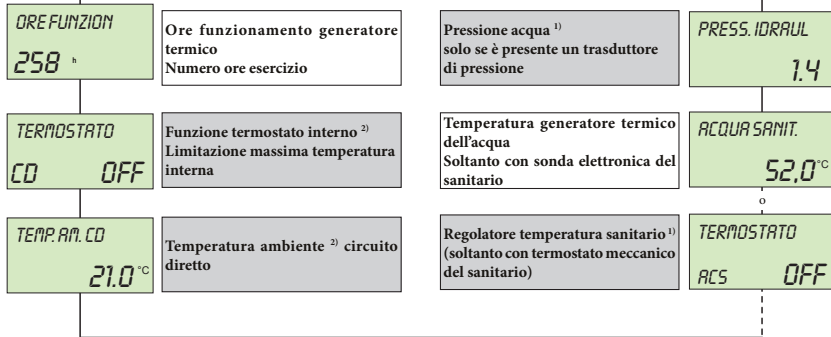 ORE FUNZION
258 h
Ore funzionamento generatore
termico
Numero ore esercizio
TERMOSTATO
CD OFF
Funzione termostato interno 2)
Limitazione massima temperatura
interna
TEMP. AM. CD
21.0 °C
Temperatura ambiente 2) circuito
diretto
Pressione acqua 1)
solo se è presente un trasduttore
di pressione
PRESS. IDRAUL
1.4
Temperatura generatore termico
dell'acqua
Soltanto con sonda elettronica del
sanitario
ACQUA SANIT.
52,0 °C
o
Regolatore temperatura sanitario 1)
(soltanto con termostato meccanico
del sanitario)
TERMOSTATO
ACS OFF